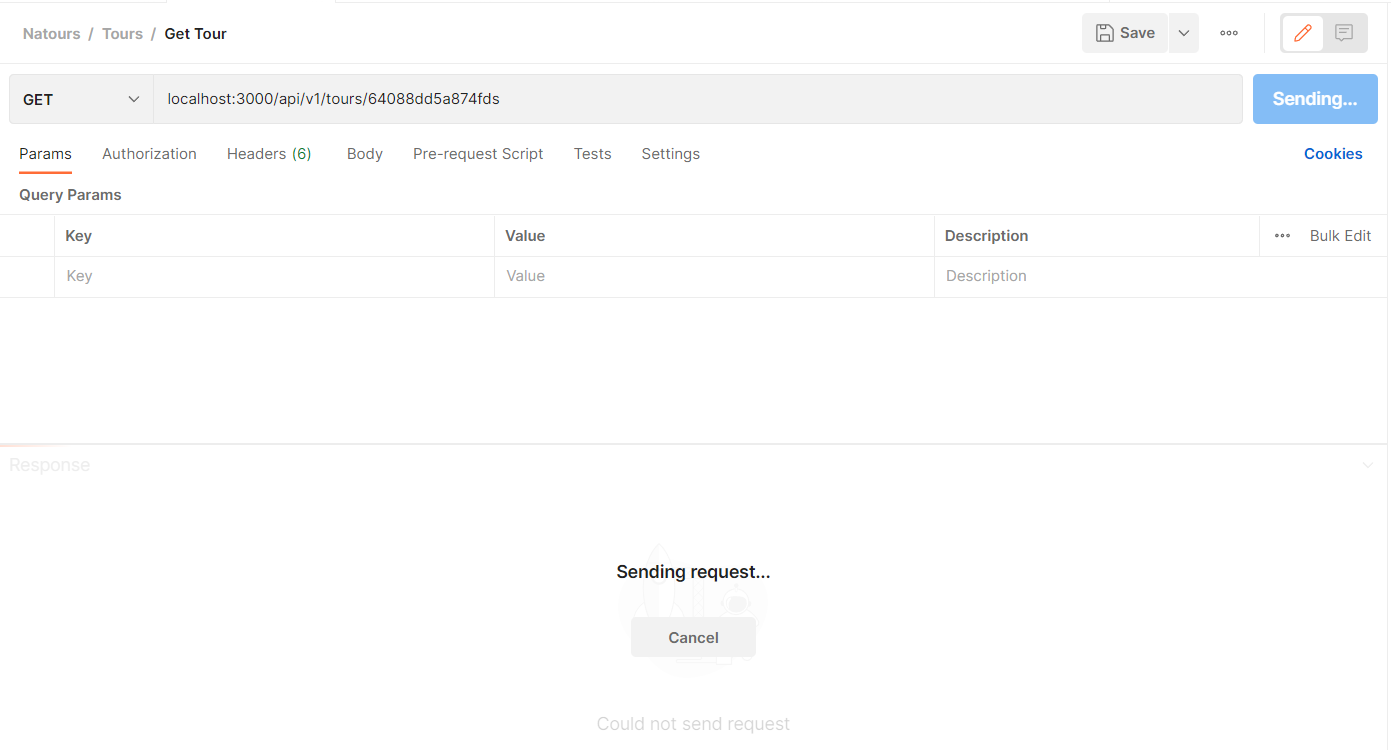 Natours / Tours / Get Tour Save
GET localhost:3000/api/v1/tours/64088dd5a874fds Sending...
Params Authorization Headers (6) Body Pre-request Script Tests Settings Cookies
Query Params
Key Value Description Bulk Edit
Key Value Description
Response
Sending request...
Cancel
Could not send request